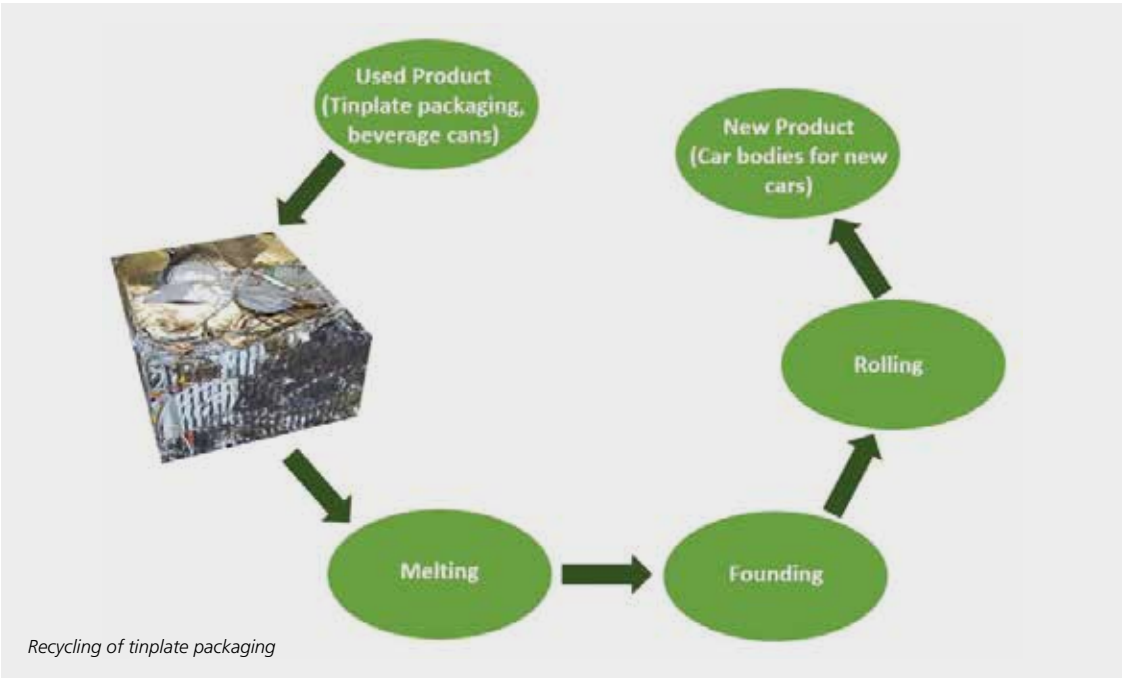 Used Product
(Tinplate packaging,
beverage cans)
New Product
(Car bodies for new
cars)
Rolling
Melting
Founding
Recycling of tinplate packaging